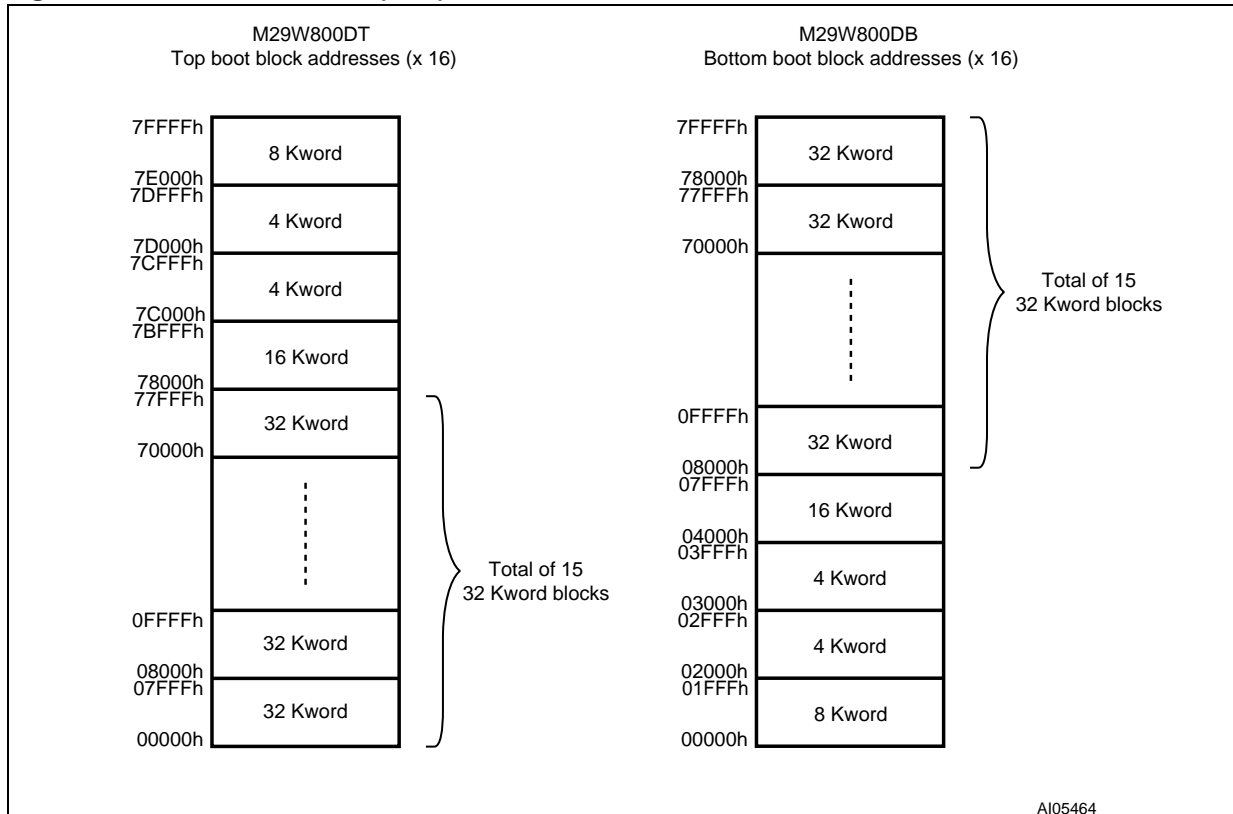 M29W800DT
Top boot block addresses (x 16)
7FFFFh
8 Kword
7E000h
7DFFFh
4 Kword
7D000h
7CFFFh
4 Kword
7C000h
7BFFFh
16 Kword
78000h
77FFFh
32 Kword
70000h
Total of 15
32 Kword blocks
0FFFFh
32 Kword
08000h
07FFFh
32 Kword
00000h
M29W800DB
Bottom boot block addresses (x 16)
7FFFFh
32 Kword
78000h
77FFFh
32 Kword
70000h
Total of 15
32 Kword blocks
0FFFFh
32 Kword
08000h
07FFFh
16 Kword
04000h
03FFFh
4 Kword
03000h
02FFFh
4 Kword
02000h
01FFFh
8 Kword
00000h
AI05464